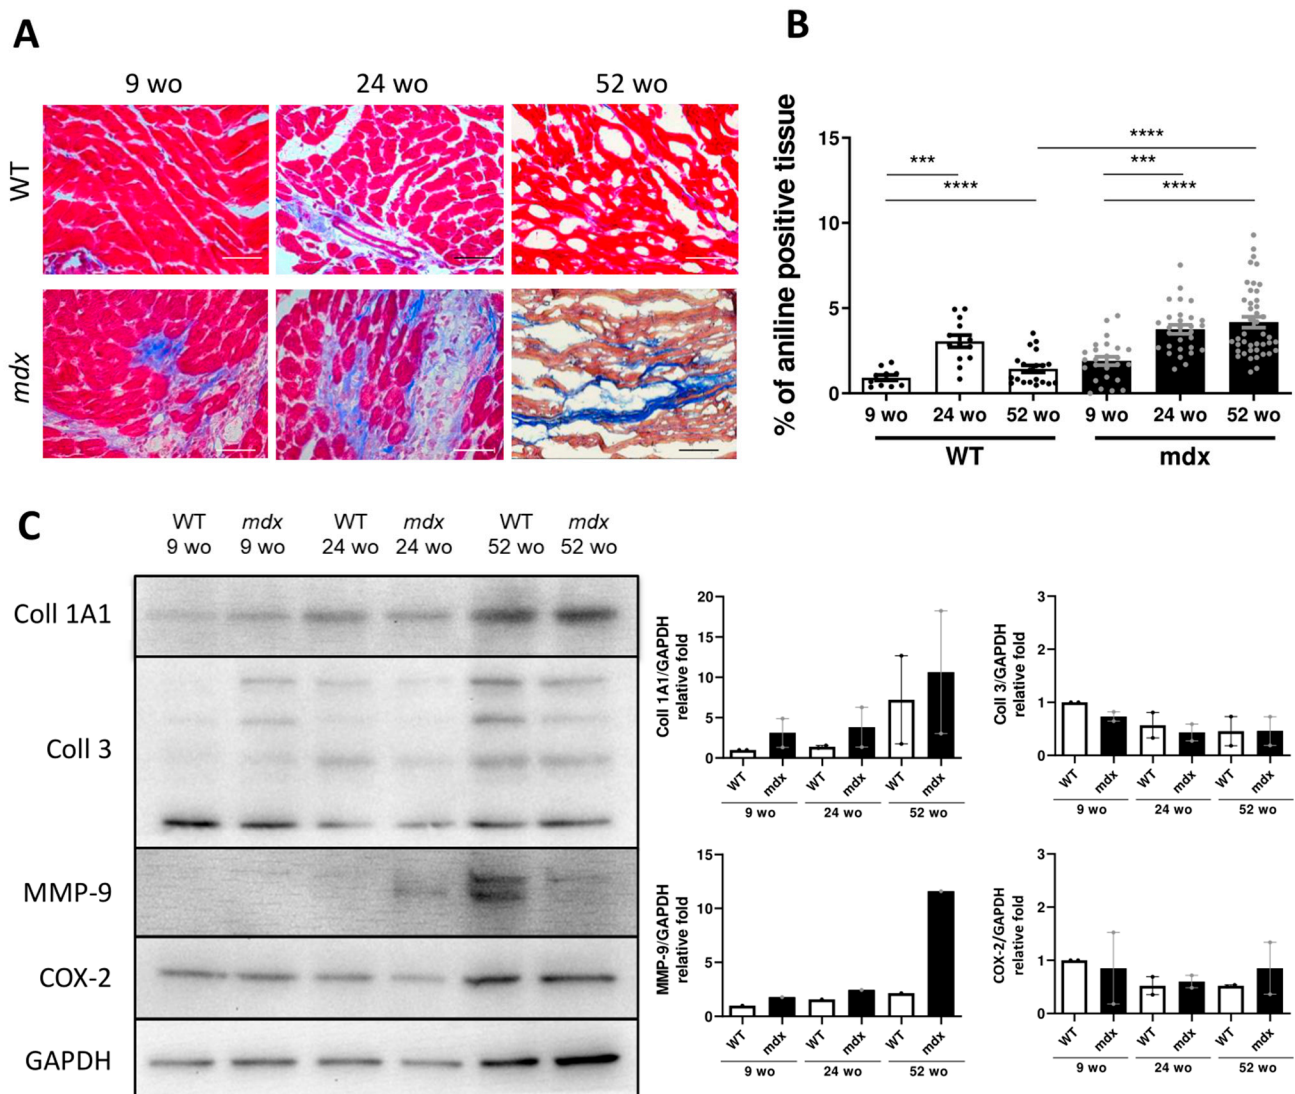 A
9 wo
24 wo
52 wo
WT
mdx
B
% of aniline positive tissue
15
10
5
0
***
****
****
***
****
9 wo
24 wo
52 wo
9 wo
24 wo
52 wo
WT
mdx
C
WT
mdx
WT
mdx
WT
mdx
9 wo
9 wo
24 wo
24 wo
52 wo
52 wo
Coll 1A1
Coll 3
MMP-9
COX-2
GAPDH
Coll 1A1/GAPDH
relative fold
20
15
10
5
0
WT
mdx
WT
mdx
WT
mdx
9 wo
24 wo
52 wo
Coll 3/GAPDH
relative fold
3
2
1
0
WT
mdx
WT
mdx
WT
mdx
9 wo
24 wo
52 wo
MMP-9/GAPDH
relative fold
15
10
5
0
WT
mdx
WT
mdx
WT
mdx
9 wo
24 wo
52 wo
COX-2/GAPDH
relative fold
3
2
1
0
WT
mdx
WT
mdx
WT
mdx
9 wo
24 wo
52 wo